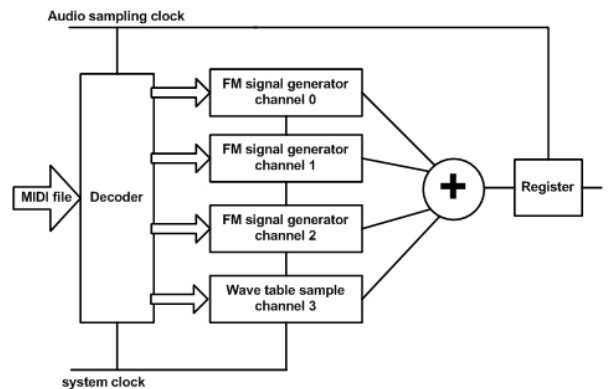 Audio sampling clock
FM signal generator
channel 0
FM signal generator
channel 1
MIDI file
Decoder
Register
+
FM signal generator
channel 2
Wave table sample
channel 3
system clock